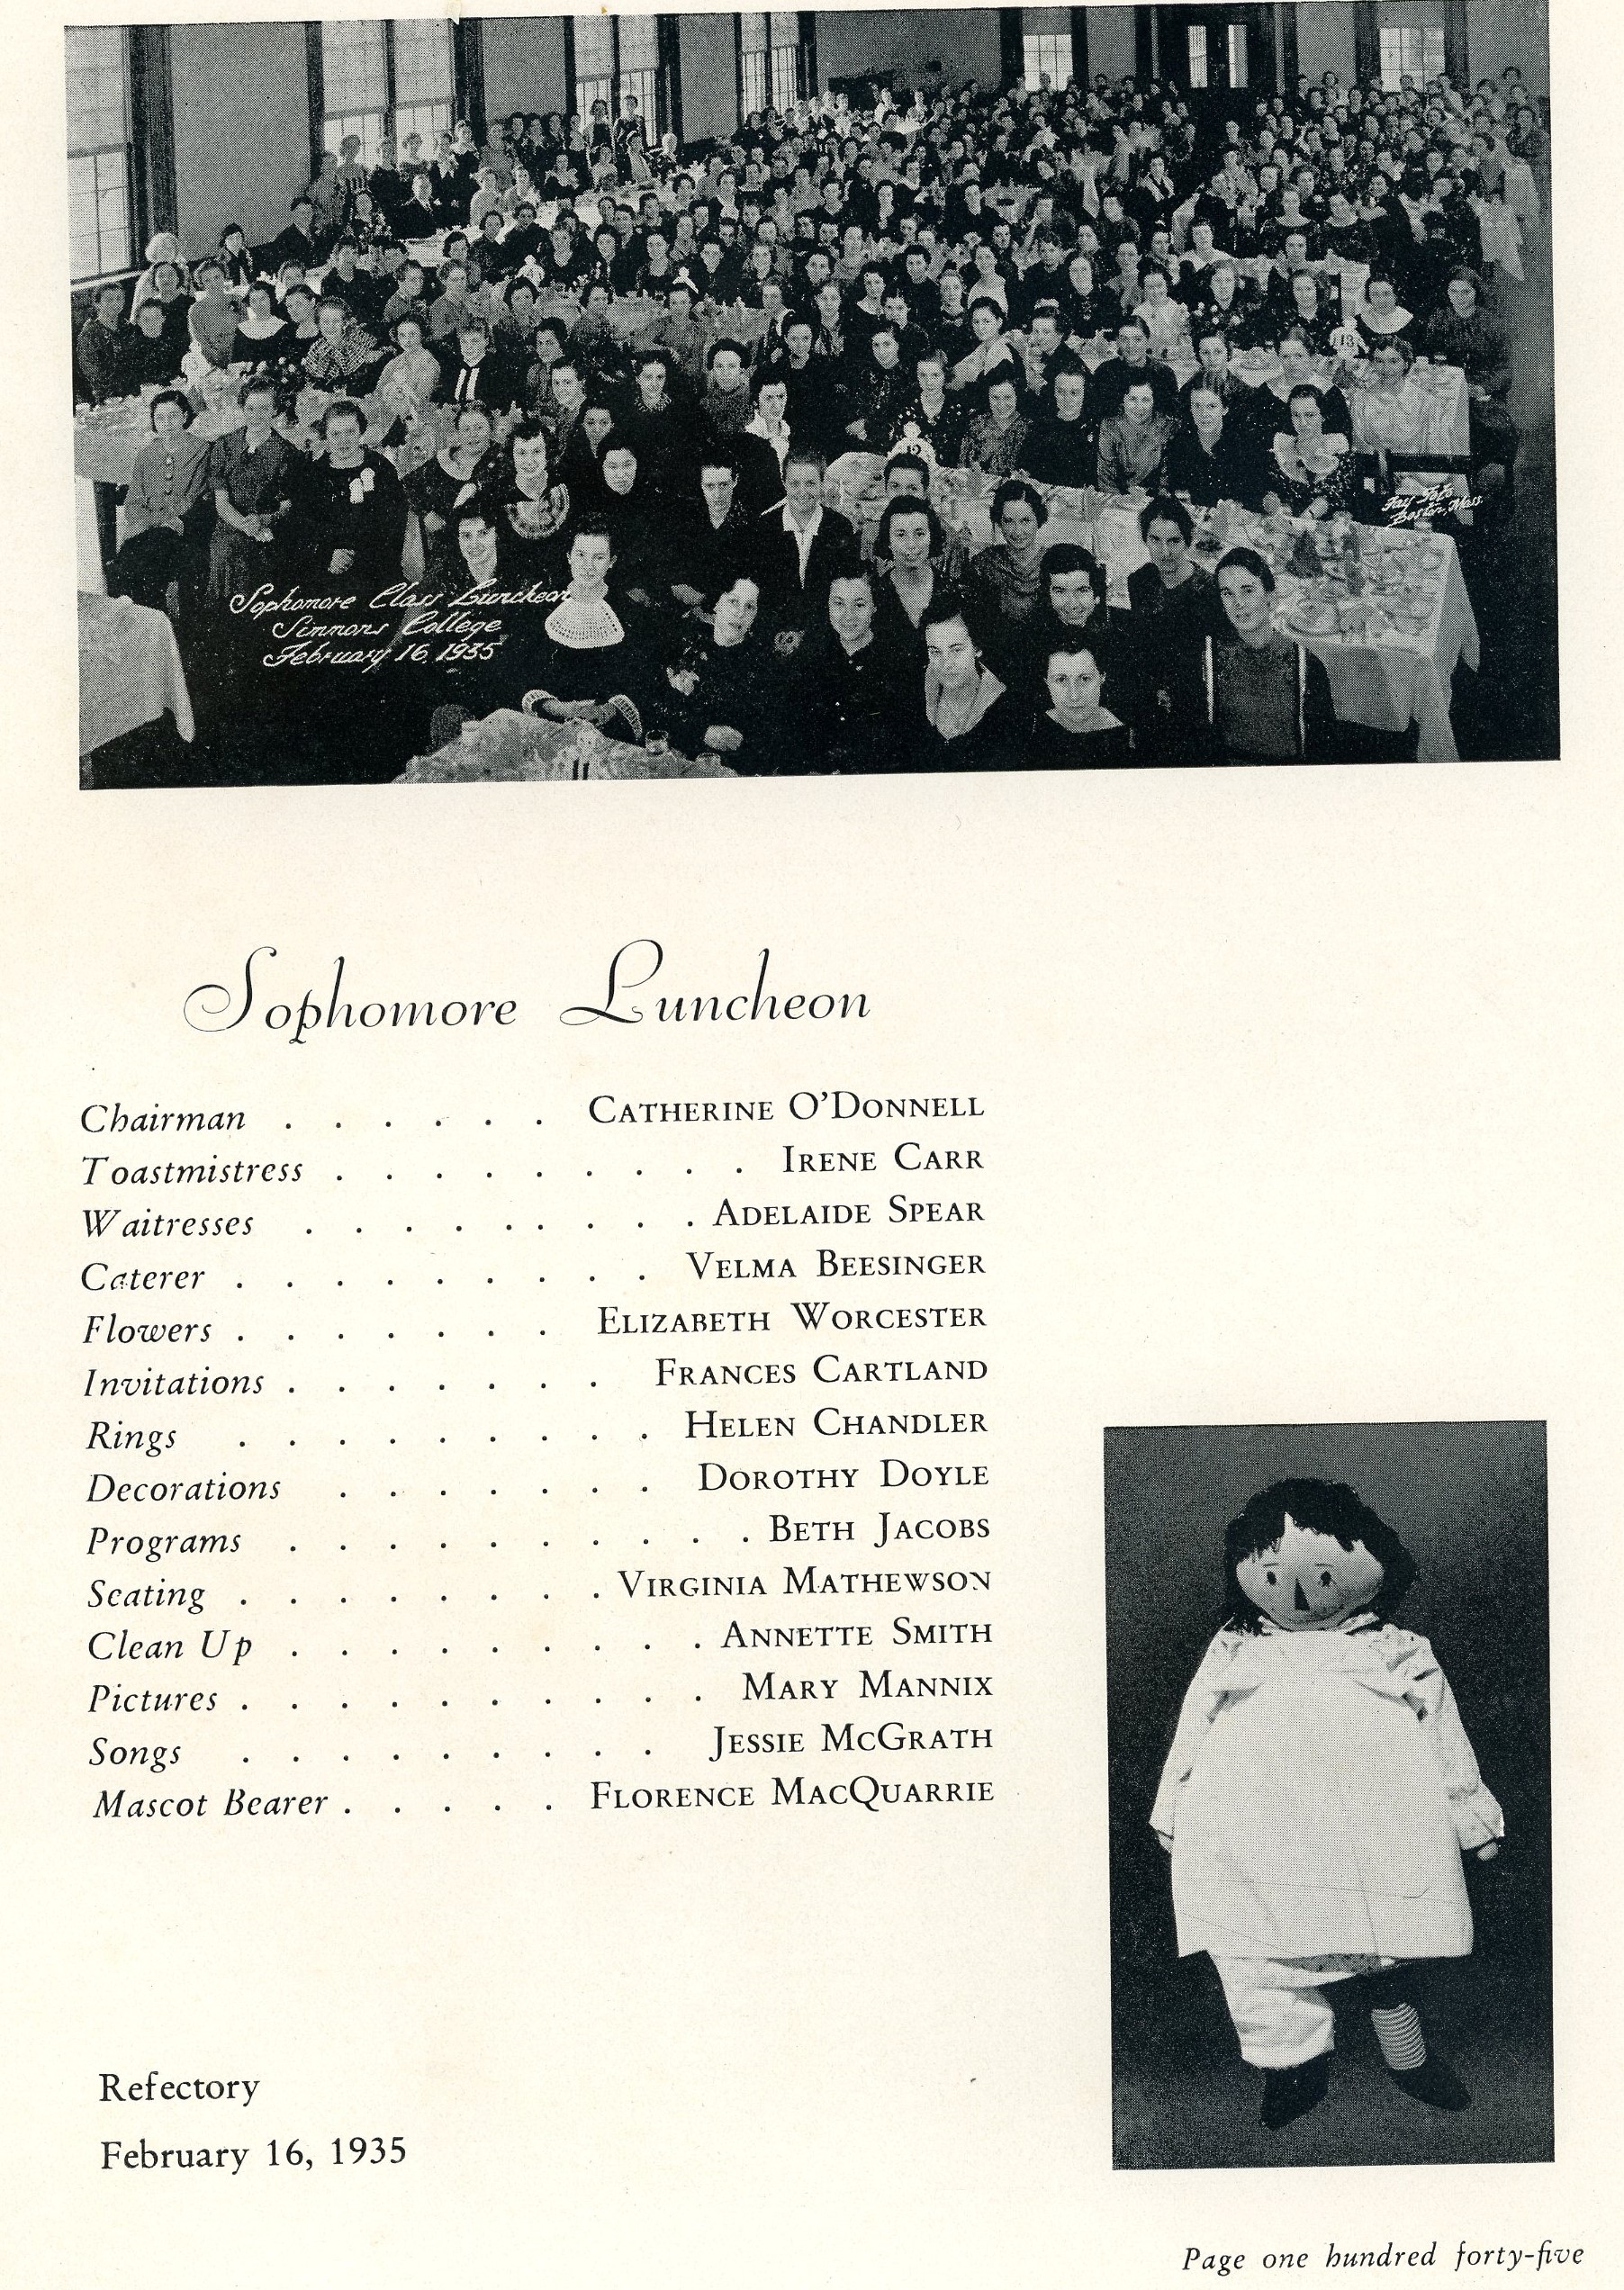 Sophomore Class Luncheon
Simmons College
February 16, 1935
Fay Foto
Boston, Mass.
12
13
11
Sophomore Luncheon
Chairman . . . . . . CATHERINE O'DONNELL
Toastmistress . . . . . . . . . IRENE CARR
Waitresses . . . . . . . . . ADELAIDE SPEAR
Caterer . . . . . . . . . VELMA BEESINGER
Flowers . . . . . . . ELIZABETH WORCESTER
Invitations . . . . . . . FRANCES CARTLAND
Rings . . . . . . . . . HELEN CHANDLER
Decorations . . . . . . . DOROTHY DOYLE
Programs . . . . . . . . . . BETH JACOBS
Seating . . . . . . . . VIRGINIA MATHEWSON
Clean Up . . . . . . . . . ANNETTE SMITH
Pictures . . . . . . . . . . MARY MANNIX
Songs . . . . . . . . . JESSIE MCGRATH
Mascot Bearer . . . . . FLORENCE MACQUARRIE
Refectory
February 16, 1935
Page one hundred forty-five